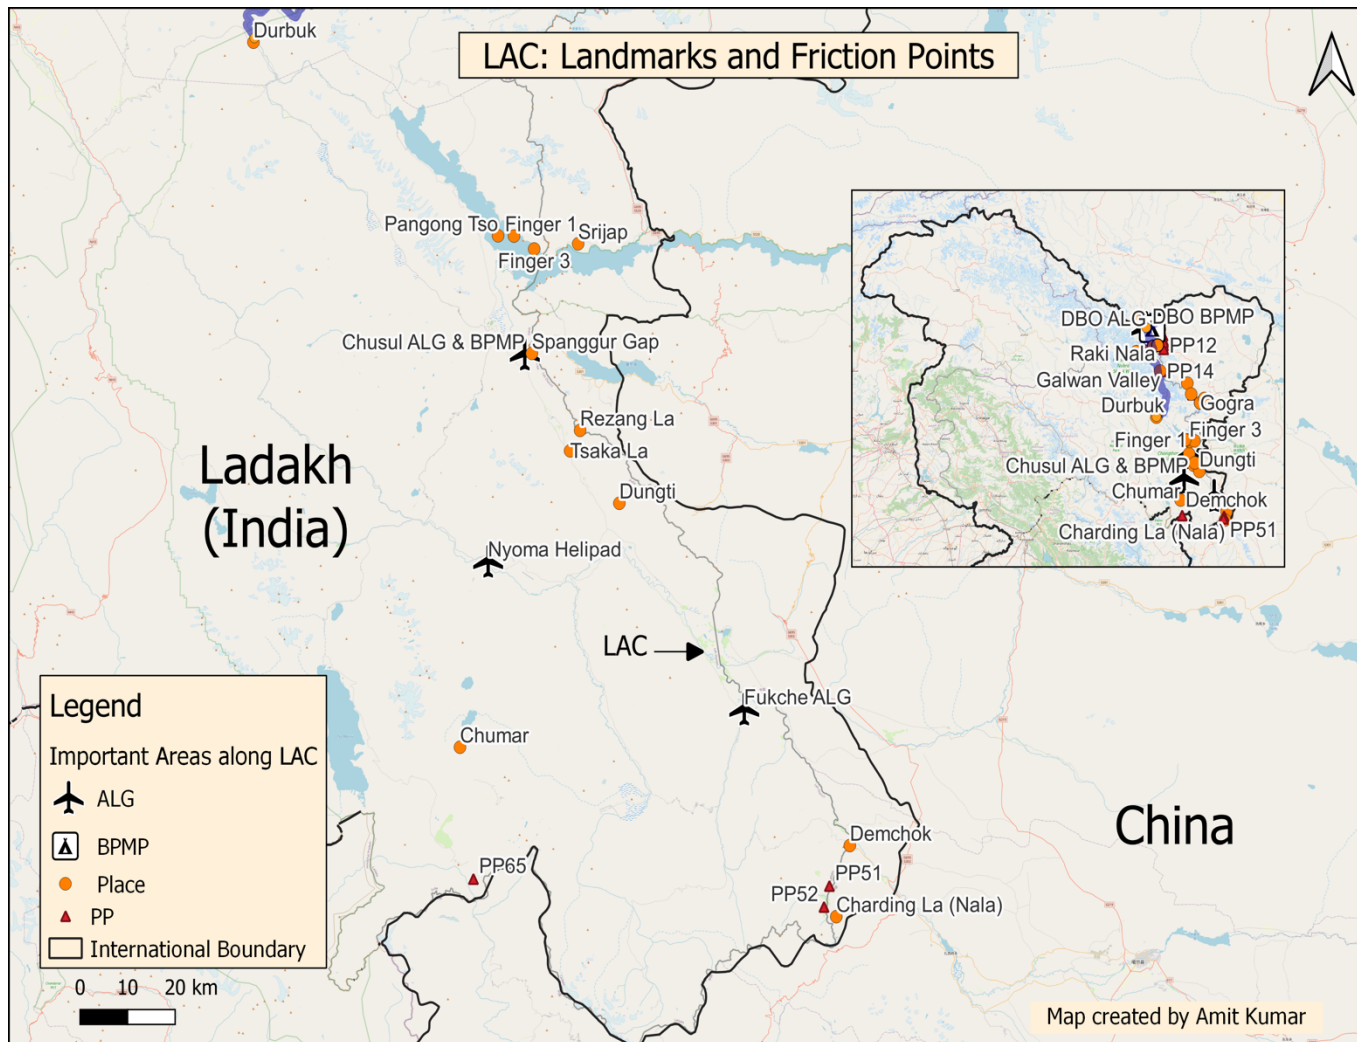 LAC: Landmarks and Friction Points
Durbuk
Pangong Tso
Finger 1
Srijap
Finger 3
Chusul ALG & BPMP
Spanggur Gap
Rezang La
Tsaka La
Dungti
Ladakh
(India)
Nyoma Helipad
LAC
Fukche ALG
Chumar
China
Demchok
PP65
PP51
PP52
Charding La (Nala)
DBO ALG
DBO BPMP
Raki Nala
PP12
Galwan Valley
PP14
Durbuk
Gogra
Finger 1
Finger 3
Chusul ALG & BPMP
Dungti
Chumar
Demchok
Charding La (Nala)
PP51
Legend
Important Areas along LAC
ALG
BPMP
Place
PP
International Boundary
0 10 20 km
Map created by Amit Kumar